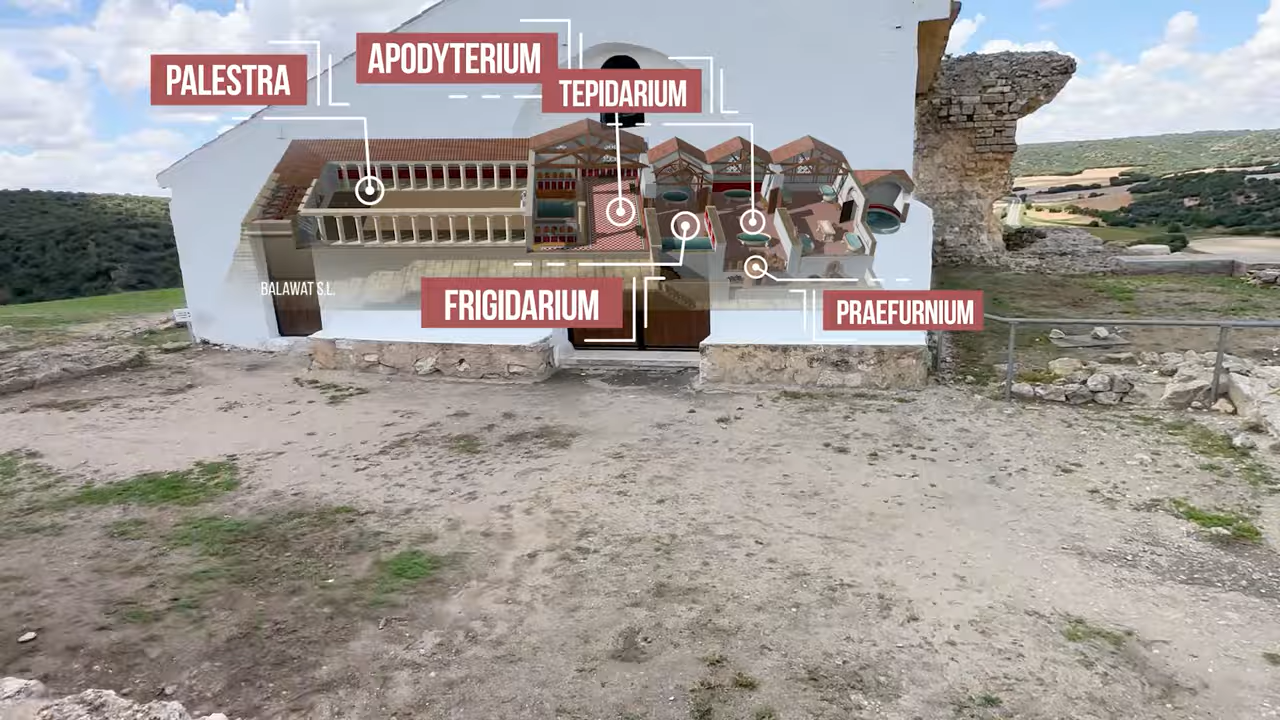 PALESTRA
APODYTERIUM
TEPIDARIUM
BALAWAT S.L.
FRIGIDARIUM
PRAEFURNIUM